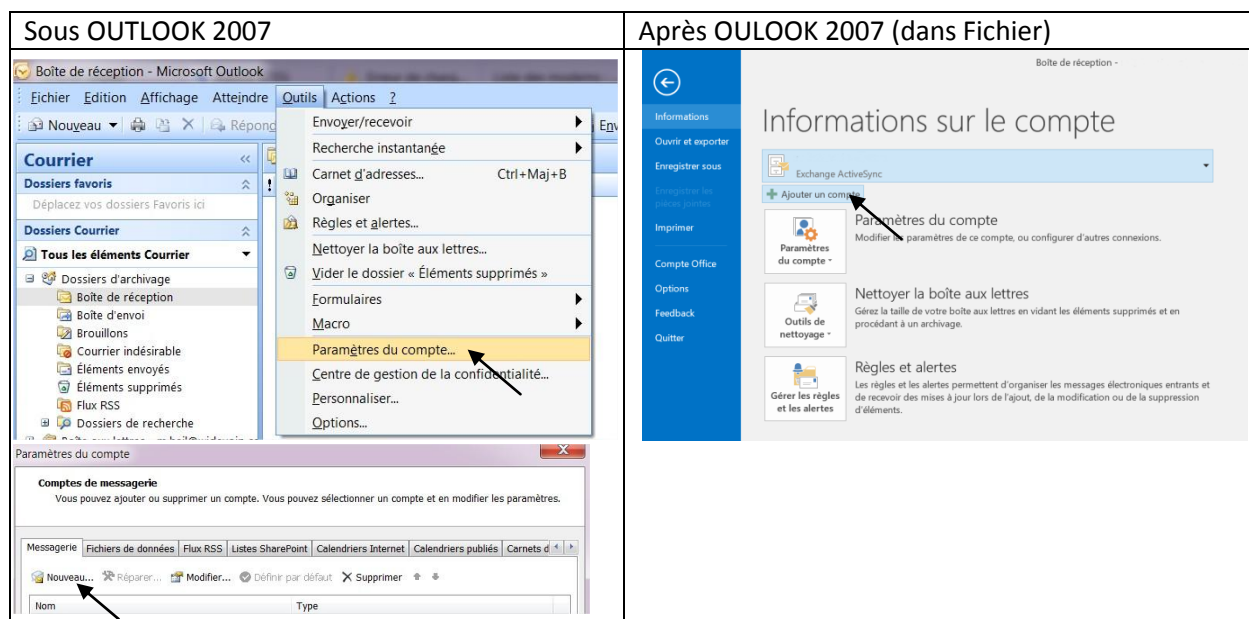 Sous OUTLOOK 2007
Boîte de réception - Microsoft Outlook
Fichier Edition Affichage Atteindre Outils Actions ?
Nouveau Répond
Courrier
Dossiers favoris
Déplacez vos dossiers Favoris ici
Dossiers Courrier
Tous les éléments Courrier
Dossiers d'archivage
Boîte de réception
Boîte d'envoi
Brouillons
Courrier indésirable
Éléments envoyés
Éléments supprimés
Flux RSS
Dossiers de recherche
Envoyer/recevoir
Recherche instantanée
Carnet d'adresses... Ctrl+Maj+B
Organiser
Règles et alertes...
Nettoyer la boîte aux lettres...
Vider le dossier « Éléments supprimés »
Formulaires
Macro
Paramètres du compte...
Centre de gestion de la confidentialité...
Personnaliser...
Options...
Env
Paramètres du compte
Comptes de messagerie
Vous pouvez ajouter ou supprimer un compte. Vous pouvez sélectionner un compte et en modifier les paramètres.
Messagerie Fichiers de données Flux RSS Listes SharePoint Calendriers Internet Calendriers publiés Carnets d
Nouveau... Réparer... Modifier... Définir par défaut Supprimer
Nom Type
Après OULOOK 2007 (dans Fichier)
Boîte de réception -
Informations
Ouvrir et exporter
Enregistrer sous
Enregistrer les
pièces jointes
Imprimer
Compte Office
Options
Feedback
Quitter
Informations sur le compte
Exchange ActiveSync
Ajouter un compte
Paramètres
du compte
Paramètres du compte
Modifier les paramètres de ce compte, ou configurer d'autres connexions.
Outils de
nettoyage
Nettoyer la boîte aux lettres
Gérez la taille de votre boîte aux lettres en vidant les éléments supprimés et en
procédant à un archivage.
Gérer les règles
et les alertes
Règles et alertes
Les règles et les alertes permettent d'organiser les messages électroniques entrants et
de recevoir des mises à jour lors de l'ajout, de la modification ou de la suppression
d'éléments.